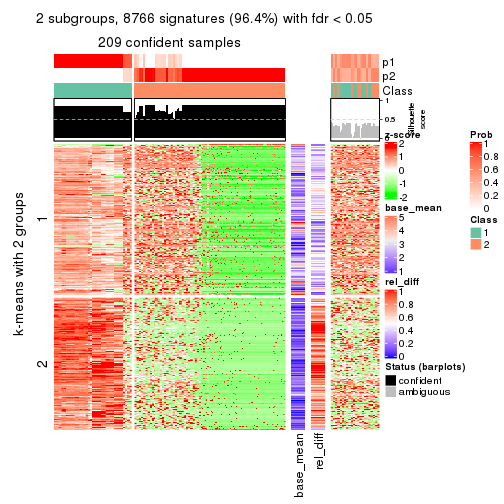 2 subgroups, 8766 signatures (96.4%) with fdr < 0.05
209 confident samples
p1
p2
Class
1
0.5
0
Silhouette
score
k-means with 2 groups
1
2
base_mean
rel_diff
z-score
2
1
0
-1
-2
base_mean
5
4
3
2
1
rel_diff
1
0.8
0.6
0.4
0.2
0
Status (barplots)
confident
ambiguous
Prob
1
0.8
0.6
0.4
0.2
0
Class
1
2